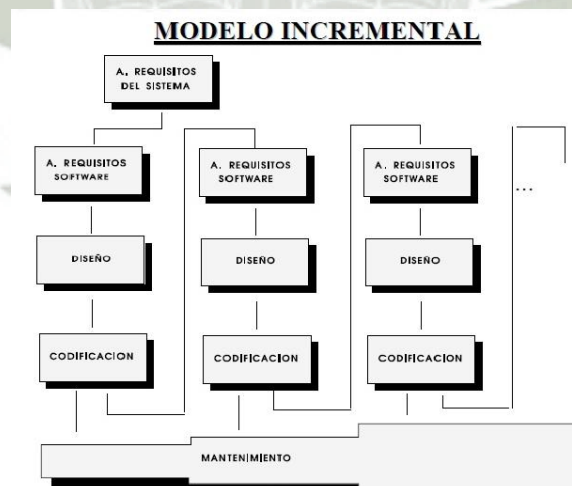 MODELO INCREMENTAL
A. REQUISITOS
DEL SISTEMA
A. REQUISITOS
SOFTWARE
A. REQUISITOS
SOFTWARE
A. REQUISITOS
SOFTWARE
...
DISEÑO
DISEÑO
DISEÑO
CODIFICACION
CODIFICACION
CODIFICACION
MANTENIMIENTO